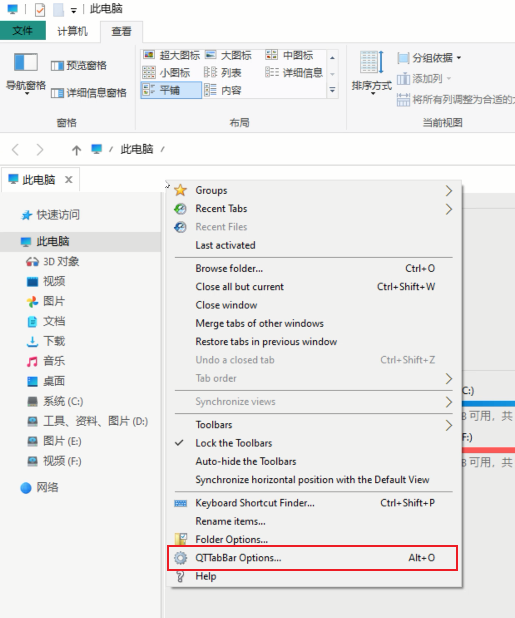 此电脑
文件 计算机 查看
超大图标 大图标 中图标
预览窗格 小图标 列表 详细信息
导航窗格 详细信息窗格 平铺 内容
排序方式 分组依据 添加列 将所有列调整为合适的
窗格 布局 当前视图
此电脑
此电脑
快速访问
此电脑
3D 对象
视频
图片
文档
下载
音乐
桌面
系统 (C:)
工具、资料、图片 (D:)
图片 (E:)
视频 (F:)
网络
Groups
Recent Tabs
Recent Files
Last activated
Browse folder... Ctrl+O
Close all but current Ctrl+Shift+W
Close window
Merge tabs of other windows
Restore tabs in previous window
Undo a closed tab Ctrl+Shift+Z
Tab order
Synchronize views
Toolbars
Lock the Toolbars
Auto-hide the Toolbars
Synchronize horizontal position with the Default View
Keyboard Shortcut Finder... Ctrl+Shift+P
Rename items...
Folder Options...
QTTabBar Options... Alt+O
Help
C:)
可用，共
F:)
可用，共